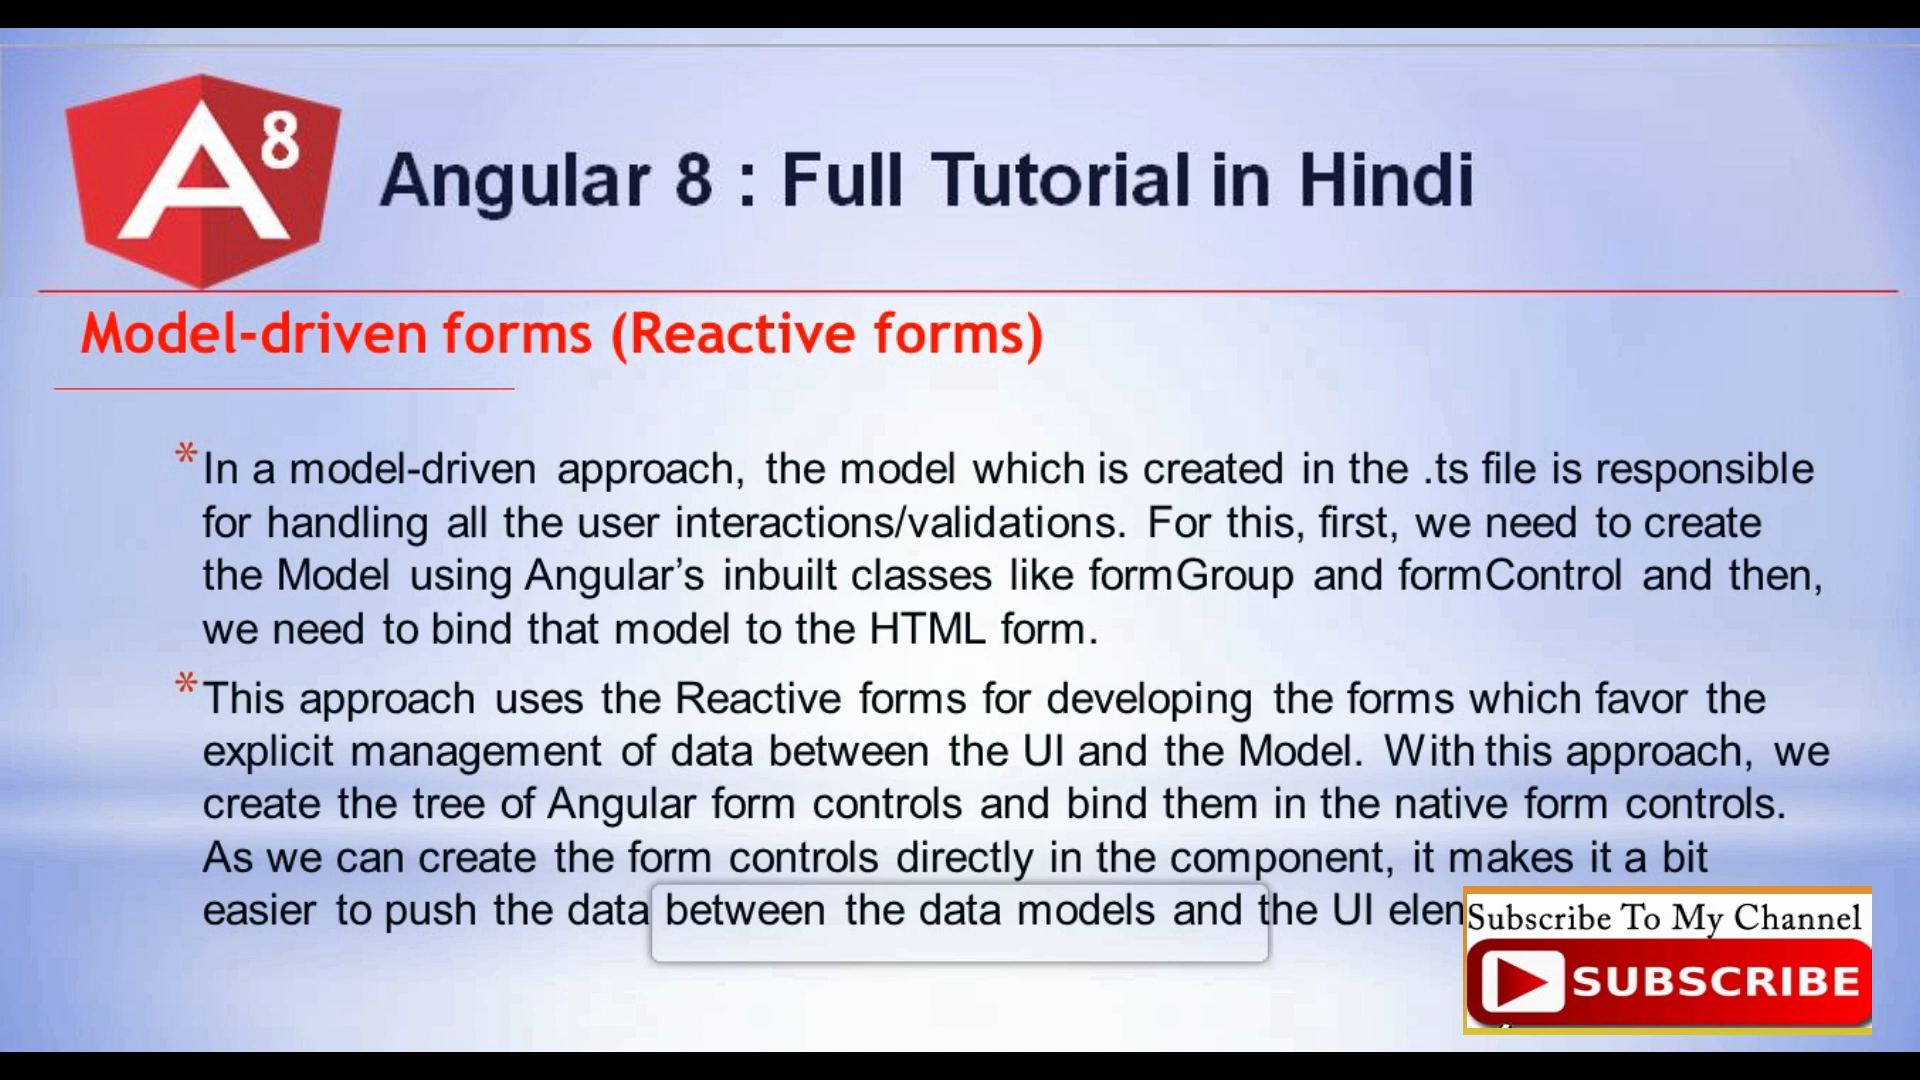 A8
Angular 8 : Full Tutorial in Hindi
Model-driven forms (Reactive forms)
*In a model-driven approach, the model which is created in the .ts file is responsible
for handling all the user interactions/validations. For this, first, we need to create
the Model using Angular’s inbuilt classes like formGroup and formControl and then,
we need to bind that model to the HTML form.
*This approach uses the Reactive forms for developing the forms which favor the
explicit management of data between the UI and the Model. With this approach, we
create the tree of Angular form controls and bind them in the native form controls.
As we can create the form controls directly in the component, it makes it a bit
easier to push the data between the data models and the UI
Subscribe To My Channel
SUBSCRIBE